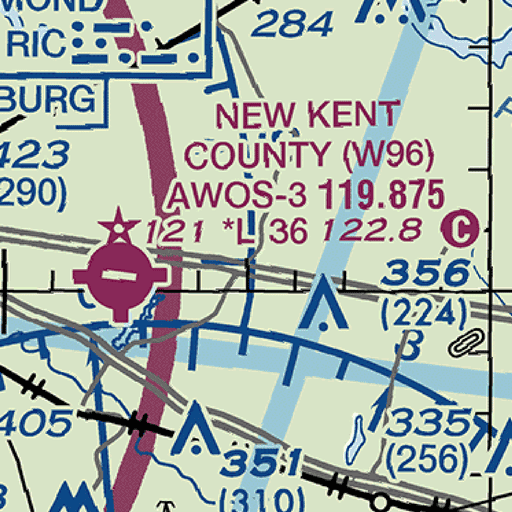 MOND
RIC
284
BURG
NEW KENT
COUNTY (W96)
AWOS-3 119.875
121 *L 36 122.8 C
423
(290)
356
(224)
405
351
(310)
335
(256)